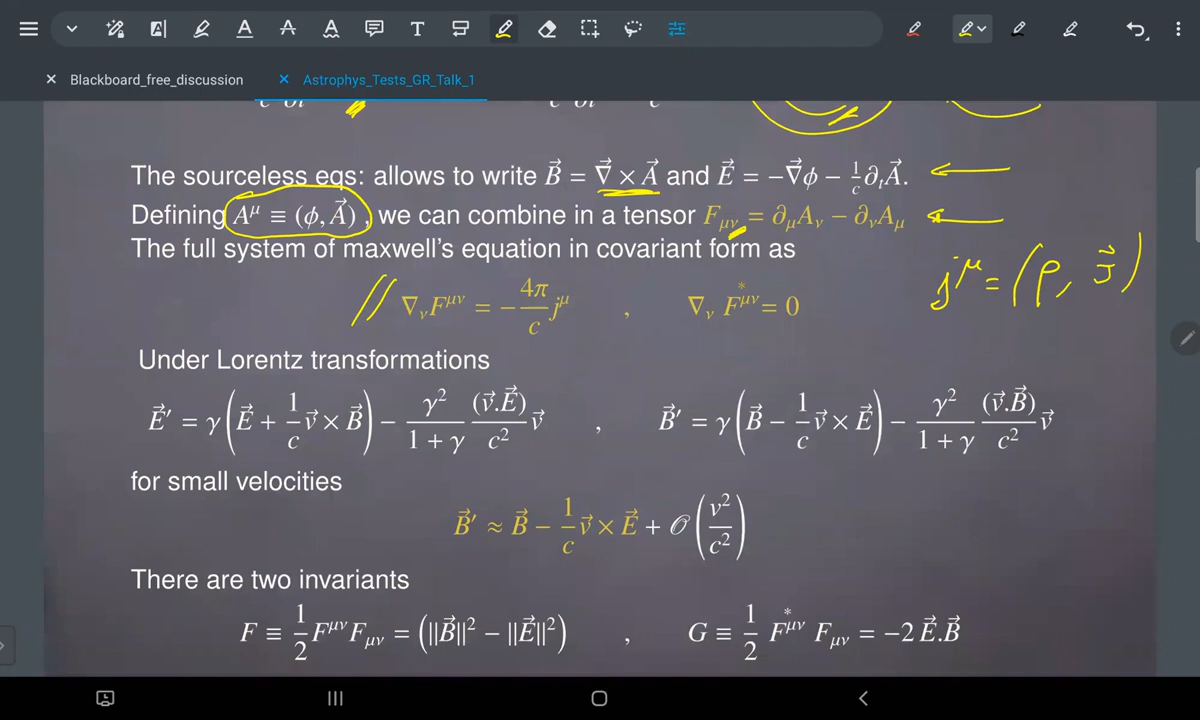 Blackboard_free_discussion Astrophys_Tests_GR_Talk_1
The sourceless eqs: allows to write B⃗ = ∇⃗ × A⃗ and E⃗ = −∇⃗ϕ − 1/c ∂ₜA⃗.
Defining A^μ ≡ (ϕ, A⃗) , we can combine in a tensor F_μν = ∂_μA_ν − ∂_νA_μ
The full system of maxwell's equation in covariant form as
j^μ = (ρ, J⃗)
// ∇_νF^μν = − 4π/c j^μ , ∇_ν F^*μν = 0
Under Lorentz transformations
E⃗′ = γ(E⃗ + 1/c v⃗ × B⃗) − γ²/(1 + γ) (v⃗.E⃗)/c² v⃗ , B⃗′ = γ(B⃗ − 1/c v⃗ × E⃗) − γ²/(1 + γ) (v⃗.B⃗)/c² v⃗
for small velocities
B⃗′ ≈ B⃗ − 1/c v⃗ × E⃗ + 𝒪(v²/c²)
There are two invariants
F ≡ 1/2 F^μν F_μν = (||B⃗||² − ||E⃗||²) , G ≡ 1/2 F^*μν F_μν = −2 E⃗.B⃗